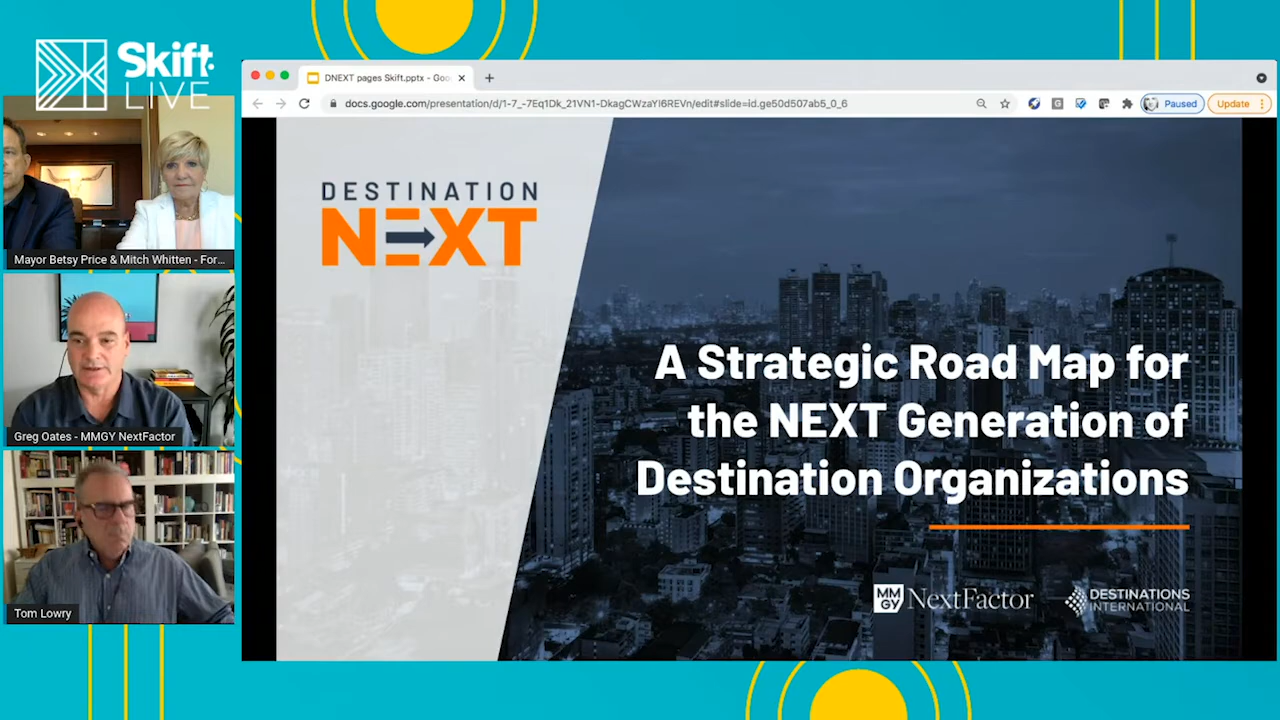 Skift:
LIVE
DNEXT pages Skift.pptx - Goo
docs.google.com/presentation/d/1-7_-7Eq1Dk_21VN1-DkagCWzaYI6REVn/edit#slide=id.ge50d507ab5_0_6
Paused
Update
Mayor Betsy Price & Mitch Whitten - For...
Greg Oates - MMGY NextFactor
Tom Lowry
DESTINATION
NEXT
A Strategic Road Map for
the NEXT Generation of
Destination Organizations
MM
GY
NextFactor
DESTINATIONS
INTERNATIONAL